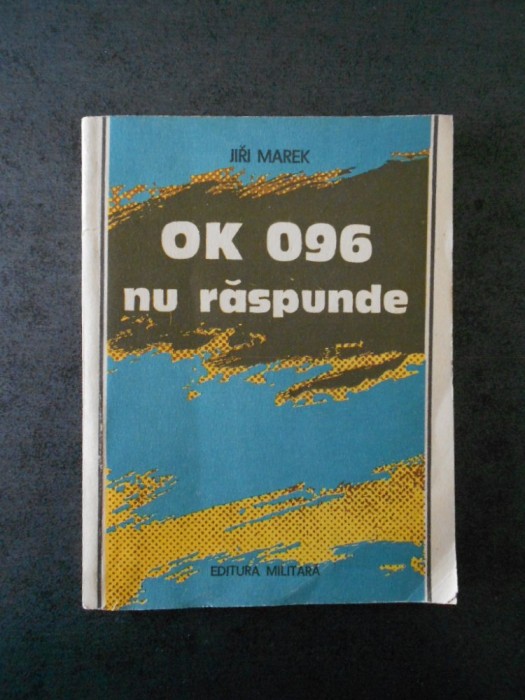 JIŘI MAREK
OK 096
nu răspunde
EDITURA MILITARĂ